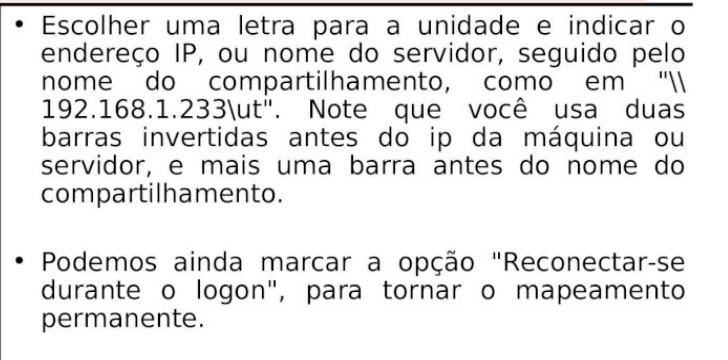 • Escolher uma letra para a unidade e indicar o
endereço IP, ou nome do servidor, seguido pelo
nome do compartilhamento, como em "\\
192.168.1.233\ut". Note que você usa duas
barras invertidas antes do ip da máquina ou
servidor, e mais uma barra antes do nome do
compartilhamento.
• Podemos ainda marcar a opção "Reconectar-se
durante o logon", para tornar o mapeamento
permanente.